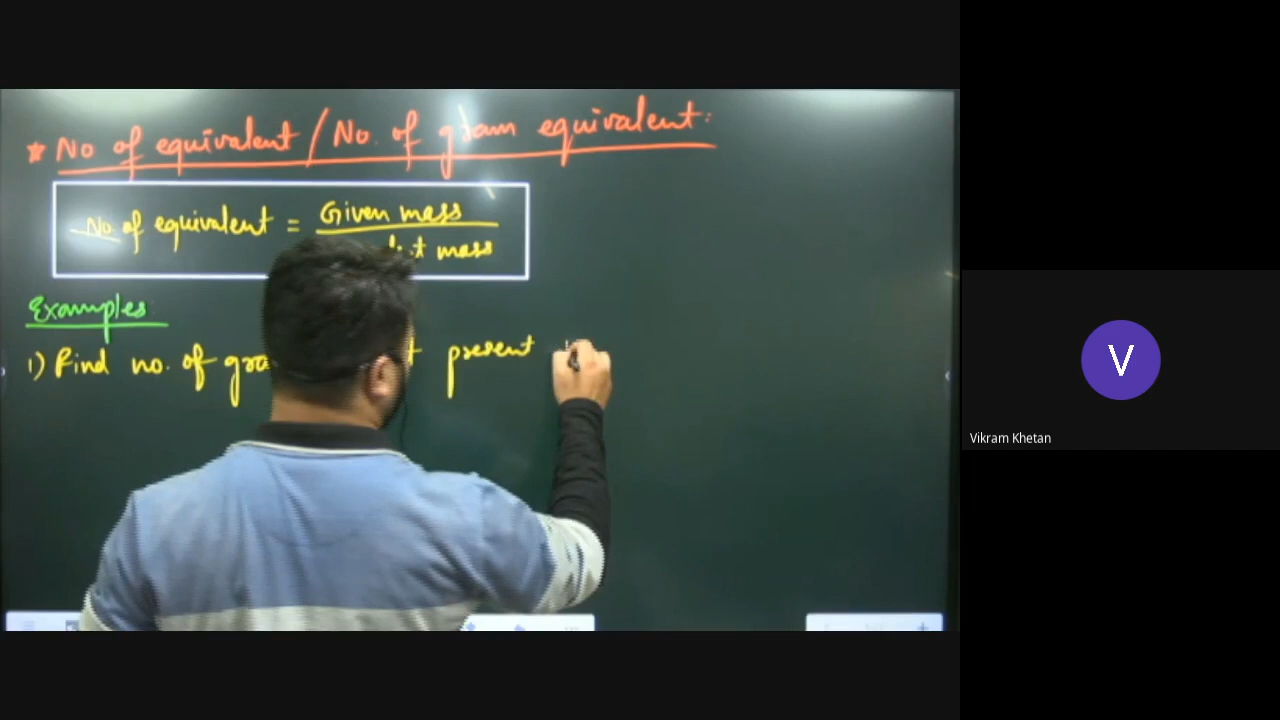 * No of equivalent / No. of gram equivalent:
No. of equivalent = Given mass
mass
Examples
1) Find no. of present
V
Vikram Khetan